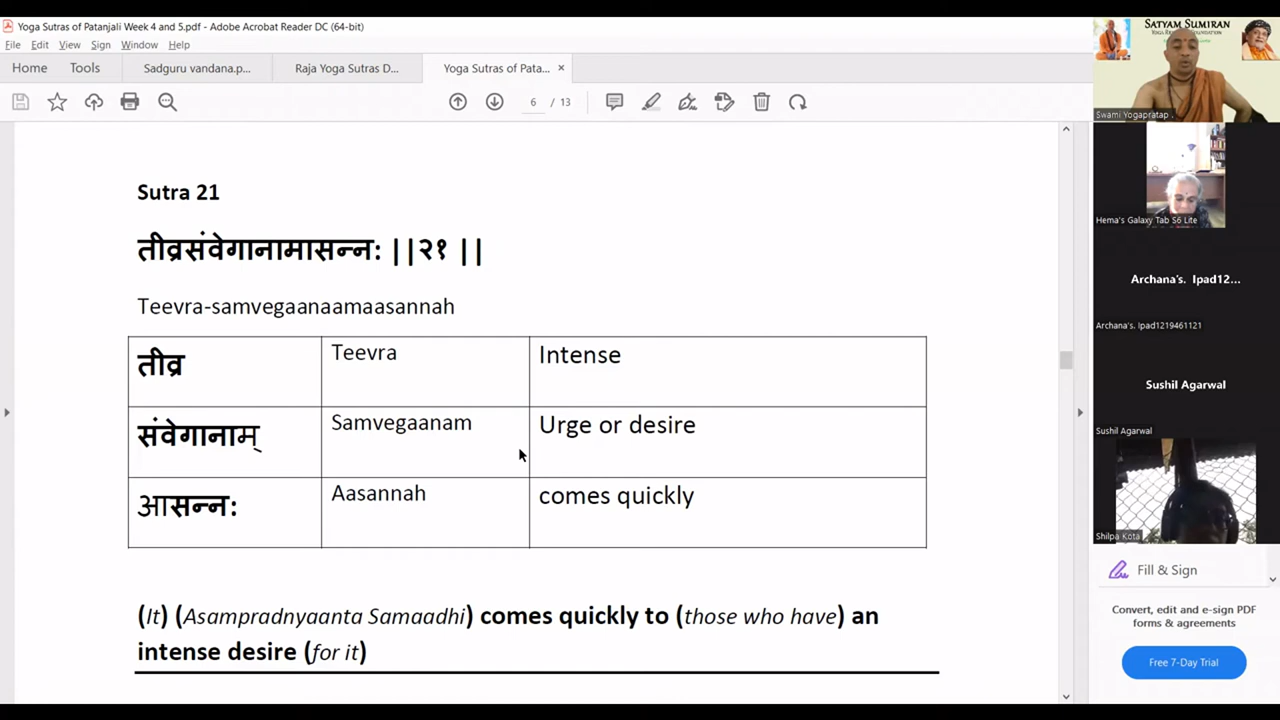 Yoga Sutras of Patanjali Week 4 and 5.pdf - Adobe Acrobat Reader DC (64-bit)
File Edit View Sign Window Help
Home Tools Sadguru vandana.p... Raja Yoga Sutras D... Yoga Sutras of Pata... ×
6 / 13
Sutra 21
तीव्रसंवेगानामासन्नः ||२१ ||
Teevra-samvegaanaamaasannah
तीव्र Teevra Intense
संवेगानाम् Samvegaanam Urge or desire
आसन्नः Aasannah comes quickly
(It) (Asampradnyaanta Samaadhi) comes quickly to (those who have) an
intense desire (for it)
SATYAM SUMIRAN
Swami Yogapratap .
Hema's Galaxy Tab S6 Lite
Archana's. Ipad12...
Archana's. Ipad1219461121
Sushil Agarwal
Sushil Agarwal
Shilpa Kota
Fill & Sign
Convert, edit and e-sign PDF
forms & agreements
Free 7-Day Trial